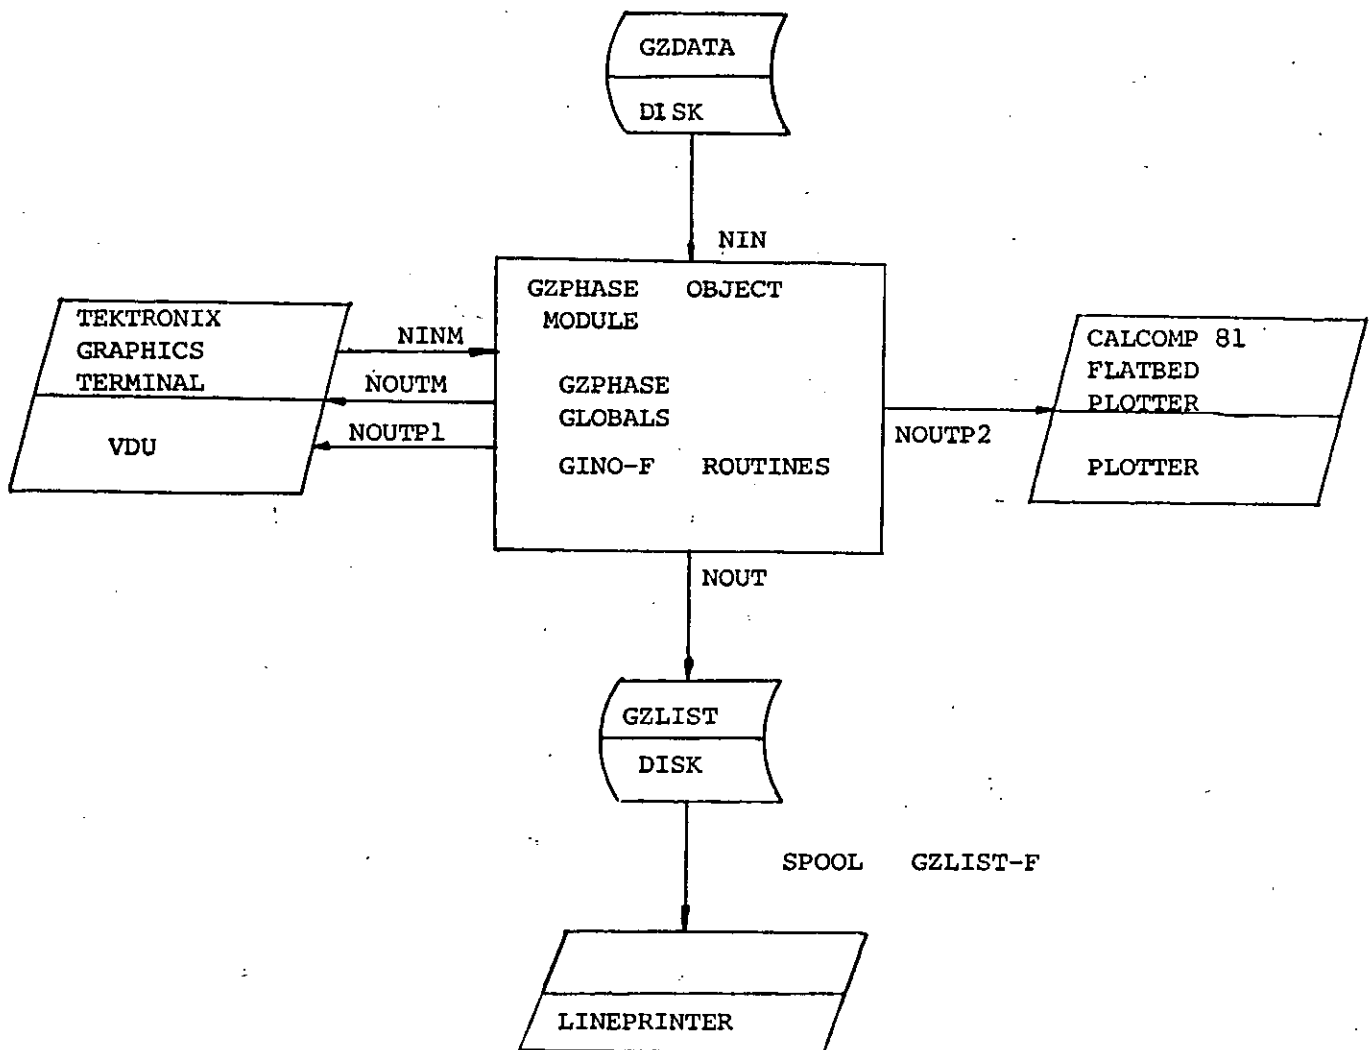 GZDATA
DISK
NIN
GZPHASE OBJECT
MODULE
GZPHASE
GLOBALS
GINO-F ROUTINES
TEKTRONIX
GRAPHICS
TERMINAL
VDU
NINM
NOUTM
NOUTP1
NOUTP2
CALCOMP 81
FLATBED
PLOTTER
PLOTTER
NOUT
GZLIST
DISK
SPOOL GZLIST-F
LINEPRINTER